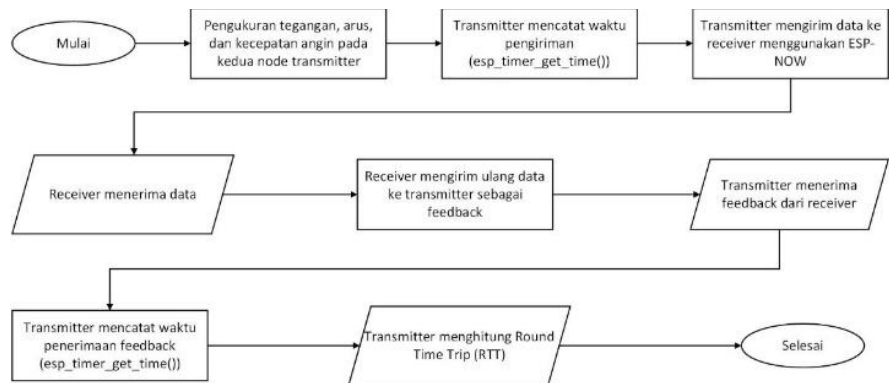 Mulai
Pengukuran tegangan, arus,
dan kecepatan angin pada
kedua node transmitter
Transmitter mencatat waktu
pengiriman
(esp_timer_get_time())
Transmitter mengirim data ke
receiver menggunakan ESP-
NOW
Receiver menerima data
Receiver mengirim ulang data
ke transmitter sebagai
feedback
Transmitter menerima
feedback dari receiver
Transmitter mencatat waktu
penerimaan feedback
(esp_timer_get_time())
Transmitter menghitung Round
Time Trip (RTT)
Selesai